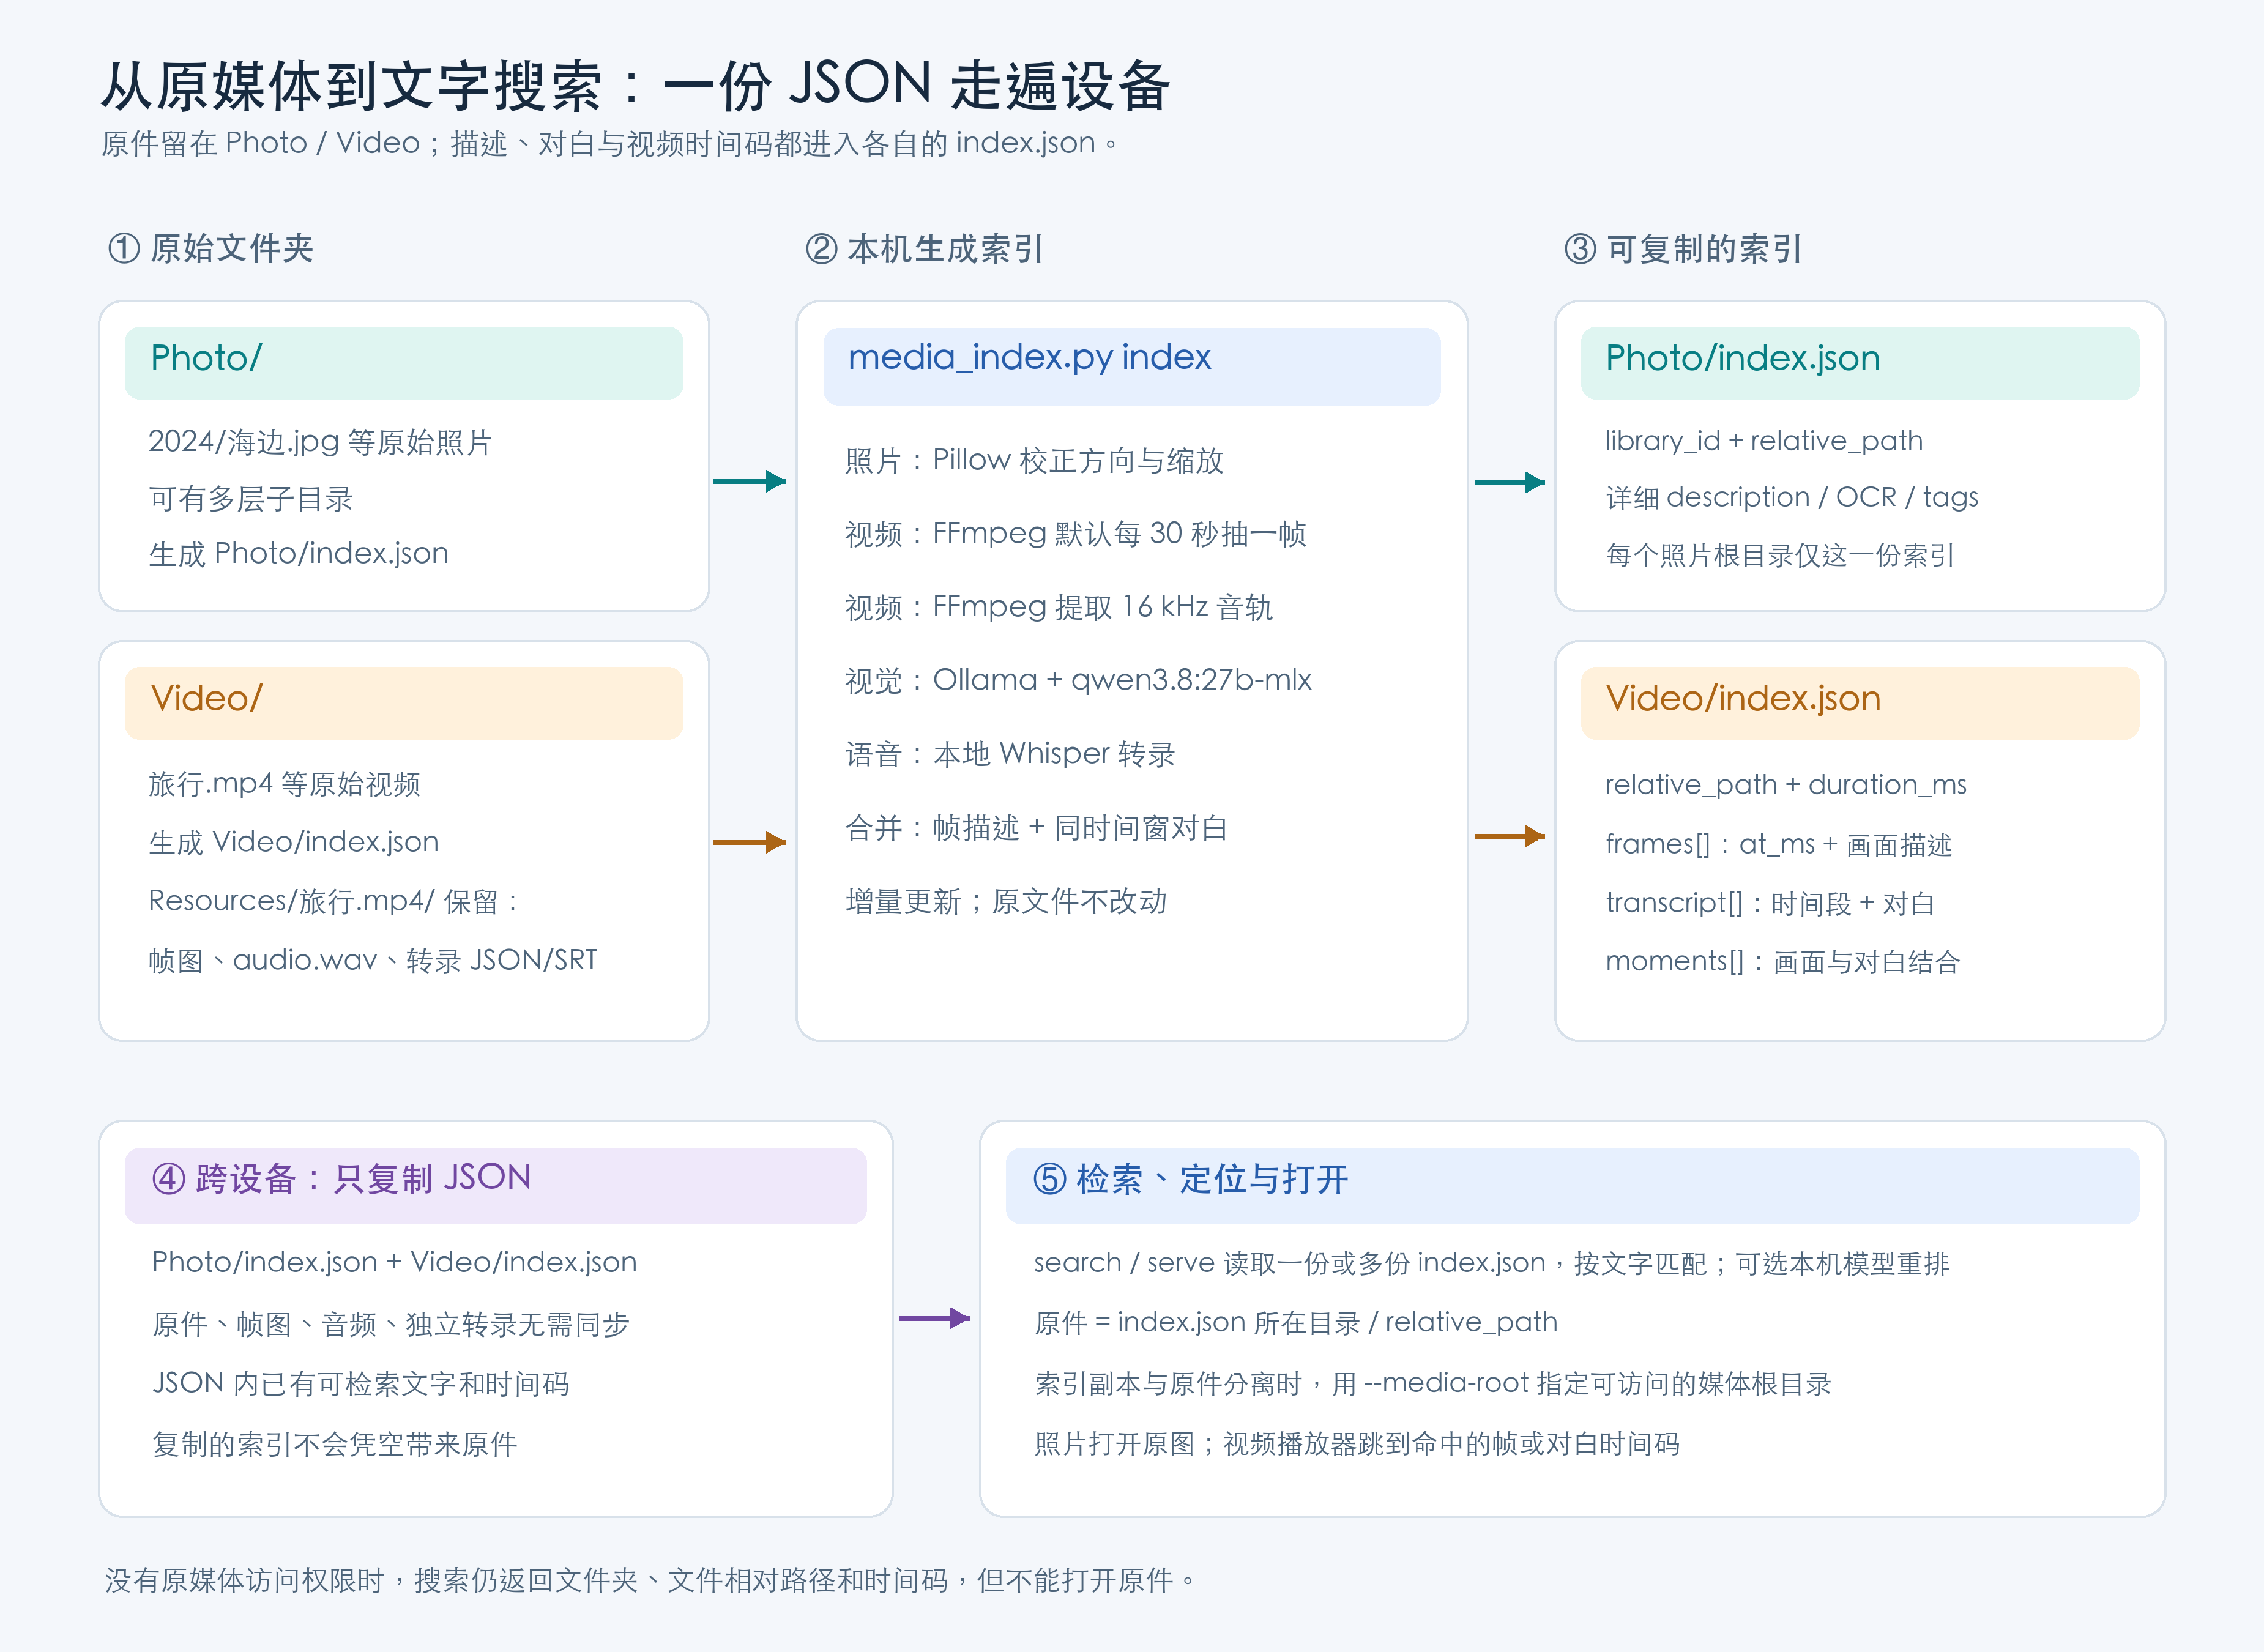 从原媒体到文字搜索：一份 JSON 走遍设备
原件留在 Photo / Video；描述、对白与视频时间码都进入各自的 index.json。
① 原始文件夹
Photo/
2024/海边.jpg 等原始照片
可有多层子目录
生成 Photo/index.json
Video/
旅行.mp4 等原始视频
生成 Video/index.json
Resources/旅行.mp4/ 保留：
帧图、audio.wav、转录 JSON/SRT
② 本机生成索引
media_index.py index
照片：Pillow 校正方向与缩放
视频：FFmpeg 默认每 30 秒抽一帧
视频：FFmpeg 提取 16 kHz 音轨
视觉：Ollama + qwen3.8:27b-mlx
语音：本地 Whisper 转录
合并：帧描述 + 同时间窗对白
增量更新；原文件不改动
③ 可复制的索引
Photo/index.json
library_id + relative_path
详细 description / OCR / tags
每个照片根目录仅这一份索引
Video/index.json
relative_path + duration_ms
frames[]：at_ms + 画面描述
transcript[]：时间段 + 对白
moments[]：画面与对白结合
④ 跨设备：只复制 JSON
Photo/index.json + Video/index.json
原件、帧图、音频、独立转录无需同步
JSON 内已有可检索文字和时间码
复制的索引不会凭空带来原件
⑤ 检索、定位与打开
search / serve 读取一份或多份 index.json，按文字匹配；可选本机模型重排
原件 = index.json 所在目录 / relative_path
索引副本与原件分离时，用 --media-root 指定可访问的媒体根目录
照片打开原图；视频播放器跳到命中的帧或对白时间码
没有原媒体访问权限时，搜索仍返回文件夹、文件相对路径和时间码，但不能打开原件。